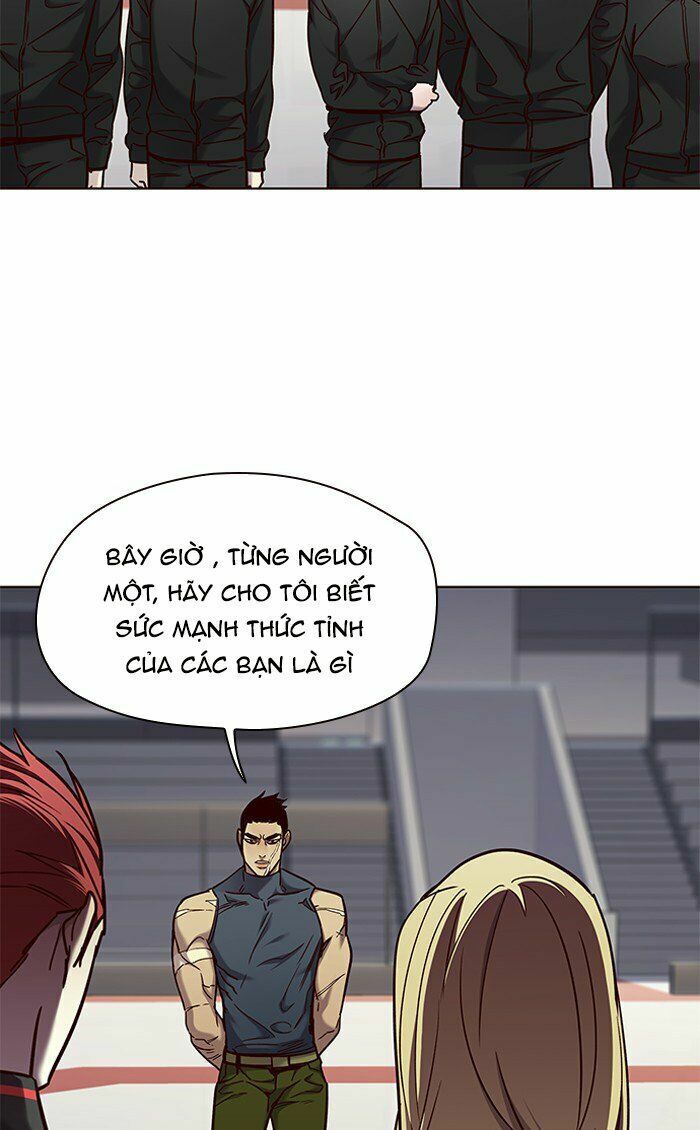 BÂY GIỜ , TỪNG NGƯỜI
MỘT, HÃY CHO TÔI BIẾT
SỨC MẠNH THỨC TỈNH
CỦA CÁC BẠN LÀ GÌ